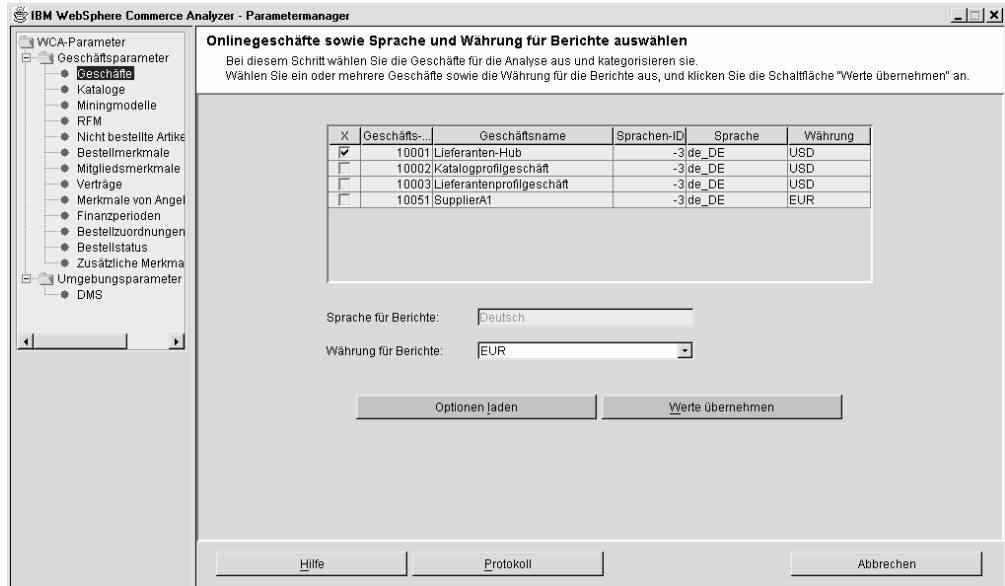 IBM WebSphere Commerce Analyzer - Parametermanager
WCA-Parameter
Geschäftsparameter
Geschäfte
Kataloge
Miningmodelle
RFM
Nicht bestellte Artike
Bestellmerkmale
Mitgliedsmerkmale
Verträge
Merkmale von Angel
Finanzperioden
Bestellzuordnungen
Bestellstatus
Zusätzliche Merkma
Umgebungsparameter
DMS
Onlinegeschäfte sowie Sprache und Währung für Berichte auswählen
Bei diesem Schritt wählen Sie die Geschäfte für die Analyse aus und kategorisieren sie.
Wählen Sie ein oder mehrere Geschäfte sowie die Währung für die Berichte aus, und klicken Sie die Schaltfläche "Werte übernehmen" an.
X Geschäfts-... Geschäftsname Sprachen-ID Sprache Währung
10001 Lieferanten-Hub -3 de_DE USD
10002 Katalogprofilgeschäft -3 de_DE USD
10003 Lieferantenprofilgeschäft -3 de_DE USD
10051 SupplierA1 -3 de_DE EUR
Sprache für Berichte: Deutsch
Währung für Berichte: EUR
Optionen laden Werte übernehmen
Hilfe Protokoll Abbrechen